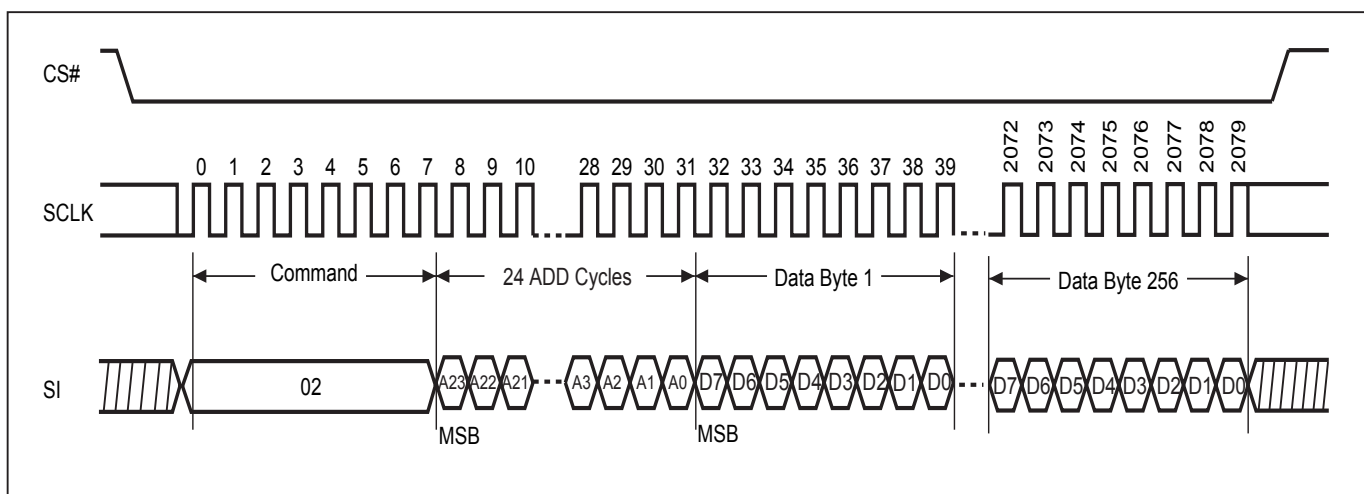 CS#
2072 2073 2074 2075 2076 2077 2078 2079
0 1 2 3 4 5 6 7 8 9 10 28 29 30 31 32 33 34 35 36 37 38 39
SCLK
Command 24 ADD Cycles Data Byte 1 Data Byte 256
SI 02 A23 A22 A21 A3 A2 A1 A0 D7 D6 D5 D4 D3 D2 D1 D0 D7 D6 D5 D4 D3 D2 D1 D0
MSB MSB